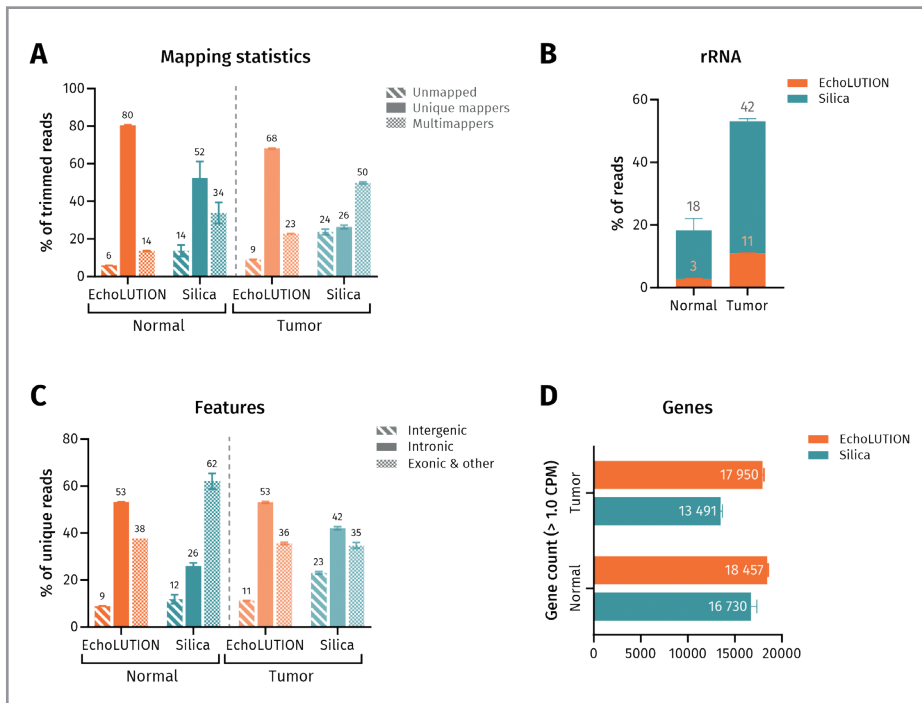 A
Mapping statistics
% of trimmed reads
100
80
60
40
20
0
6
80
14
14
52
34
9
68
23
24
26
50
Unmapped
Unique mappers
Multimappers
EchoLUTION
Silica
EchoLUTION
Silica
Normal
Tumor
B
rRNA
EchoLUTION
Silica
% of reads
60
40
20
0
18
3
42
11
Normal
Tumor
C
Features
% of unique reads
80
60
40
20
0
9
53
38
12
26
62
11
53
36
23
42
35
Intergenic
Intronic
Exonic & other
EchoLUTION
Silica
EchoLUTION
Silica
Normal
Tumor
D
Genes
EchoLUTION
Silica
Gene count (> 1.0 CPM)
Tumor
17 950
13 491
Normal
18 457
16 730
0
5000
10000
15000
20000